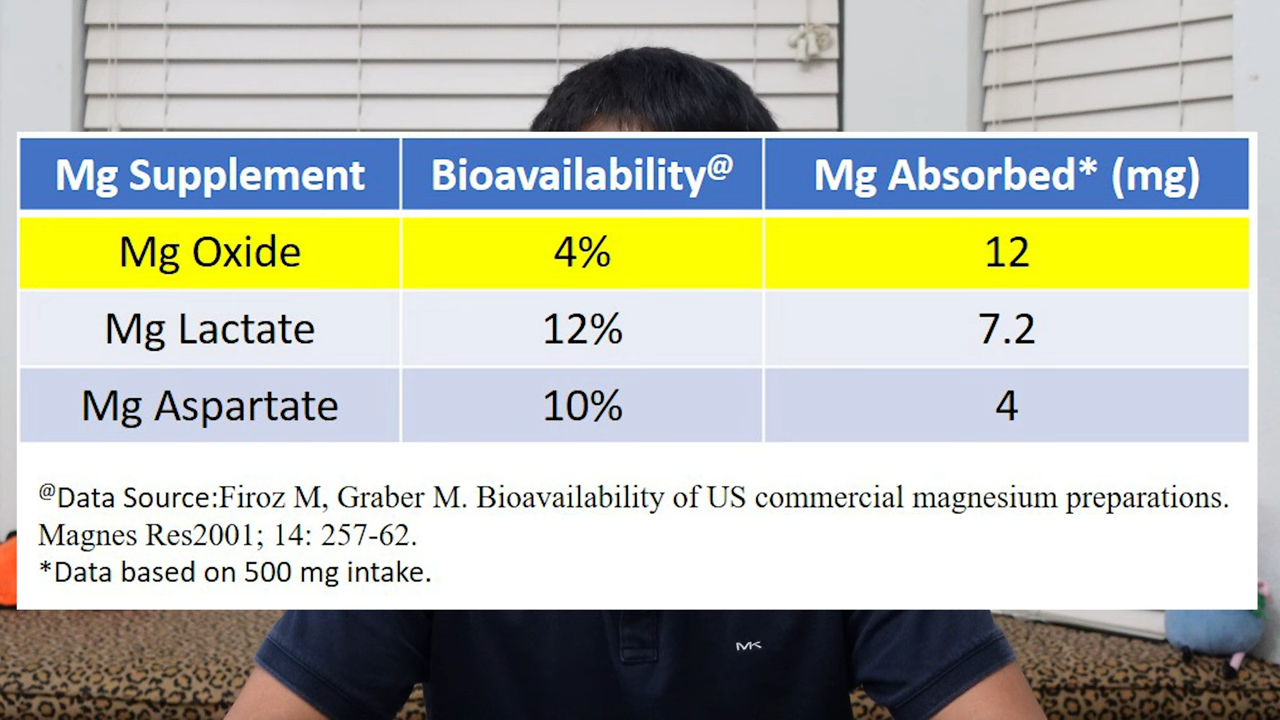 Mg Supplement Bioavailability@ Mg Absorbed* (mg)
Mg Oxide 4% 12
Mg Lactate 12% 7.2
Mg Aspartate 10% 4
@Data Source:Firoz M, Graber M. Bioavailability of US commercial magnesium preparations.
Magnes Res2001; 14: 257-62.
*Data based on 500 mg intake.
MK